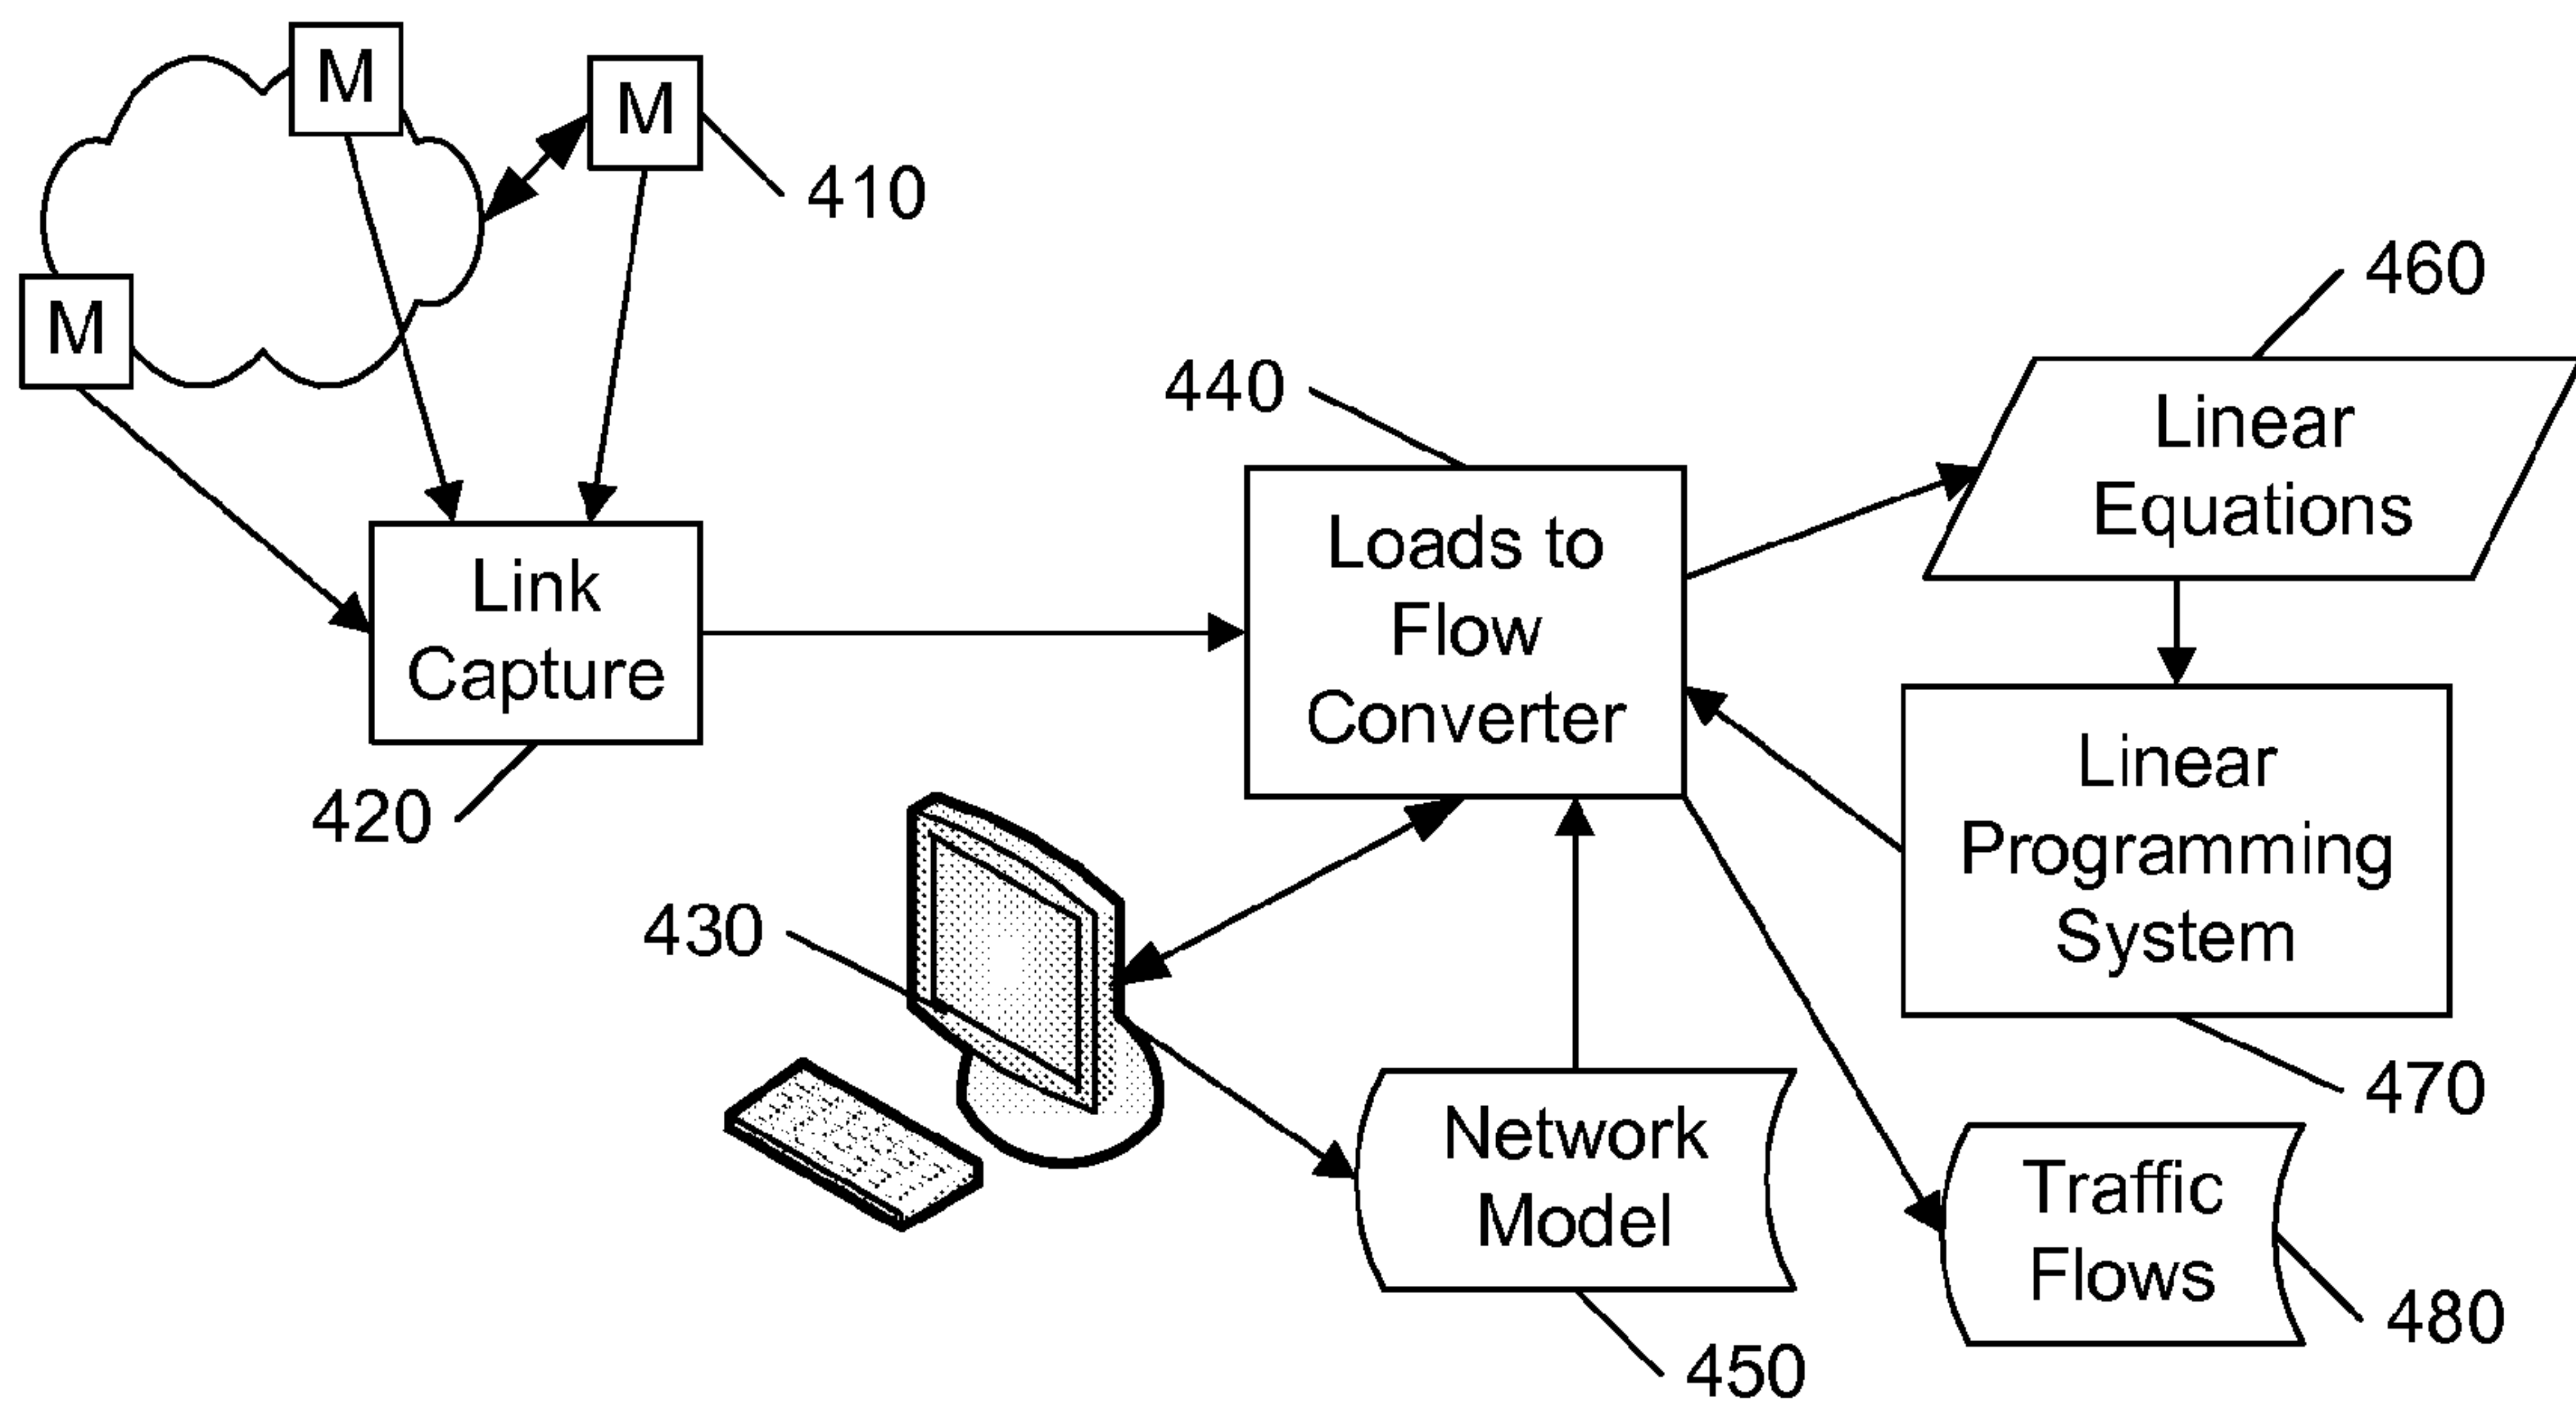 M
M
410
M
460
440
Linear
Equations
Loads to
Flow
Converter
Link
Capture
420
Linear
Programming
System
430
470
Network
Model
Traffic
Flows
480
450